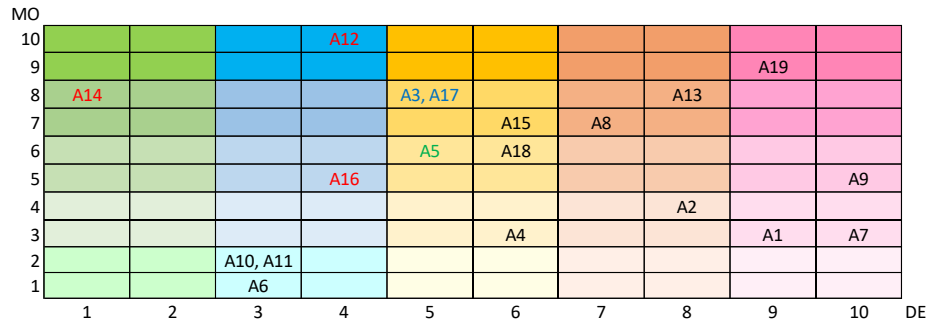 MO
10 A12
9 A19
8 A14 A3, A17 A13
7 A15 A8
6 A5 A18
5 A16 A9
4 A2
3 A4 A1 A7
2 A10, A11
1 A6
1 2 3 4 5 6 7 8 9 10 DE